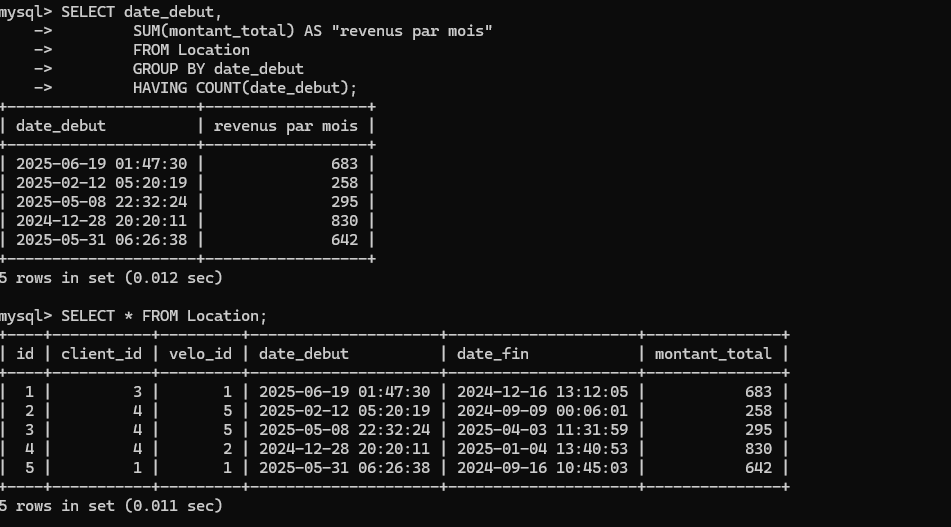 mysql> SELECT date_debut,
    ->         SUM(montant_total) AS "revenus par mois"
    ->         FROM Location
    ->         GROUP BY date_debut
    ->         HAVING COUNT(date_debut);
+---------------------+------------------+
| date_debut          | revenus par mois |
+---------------------+------------------+
| 2025-06-19 01:47:30 |              683 |
| 2025-02-12 05:20:19 |              258 |
| 2025-05-08 22:32:24 |              295 |
| 2024-12-28 20:20:11 |              830 |
| 2025-05-31 06:26:38 |              642 |
+---------------------+------------------+
5 rows in set (0.012 sec)

mysql> SELECT * FROM Location;
+----+-----------+---------+---------------------+---------------------+---------------+
| id | client_id | velo_id | date_debut          | date_fin            | montant_total |
+----+-----------+---------+---------------------+---------------------+---------------+
|  1 |         3 |       1 | 2025-06-19 01:47:30 | 2024-12-16 13:12:05 |           683 |
|  2 |         4 |       5 | 2025-02-12 05:20:19 | 2024-09-09 00:06:01 |           258 |
|  3 |         4 |       5 | 2025-05-08 22:32:24 | 2025-04-03 11:31:59 |           295 |
|  4 |         4 |       2 | 2024-12-28 20:20:11 | 2025-01-04 13:40:53 |           830 |
|  5 |         1 |       1 | 2025-05-31 06:26:38 | 2024-09-16 10:45:03 |           642 |
+----+-----------+---------+---------------------+---------------------+---------------+
5 rows in set (0.011 sec)